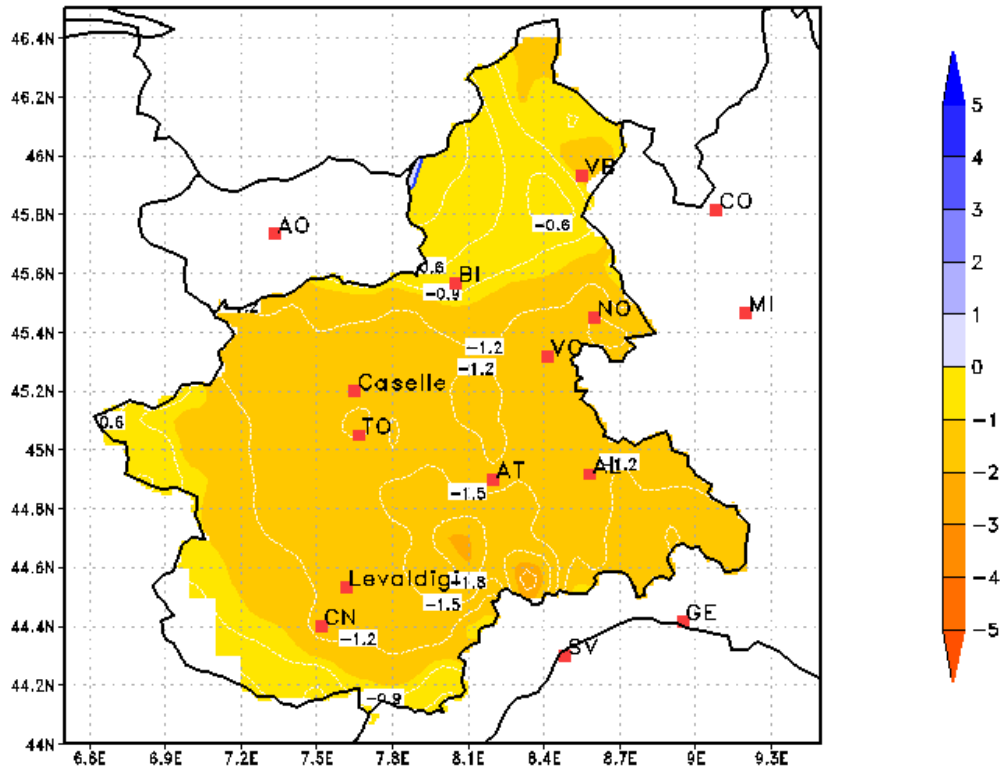 46.4N
46.2N
46N
45.8N
45.6N
45.4N
45.2N
45N
44.8N
44.6N
44.4N
44.2N
44N
6.6E 6.9E 7.2E 7.5E 7.8E 8.1E 8.4E 8.7E 9E 9.3E
VB
CO
AO
-0.6
0.6
BI
-0.9
NO
MI
-1.2
VC
-1.2
Caselle
0.6
TO
AT
AL
1.2
-1.5
Levaldigi
-1.8
-1.5
CN
-1.2
GE
SV
-0.9
5
4
3
2
1
0
-1
-2
-3
-4
-5